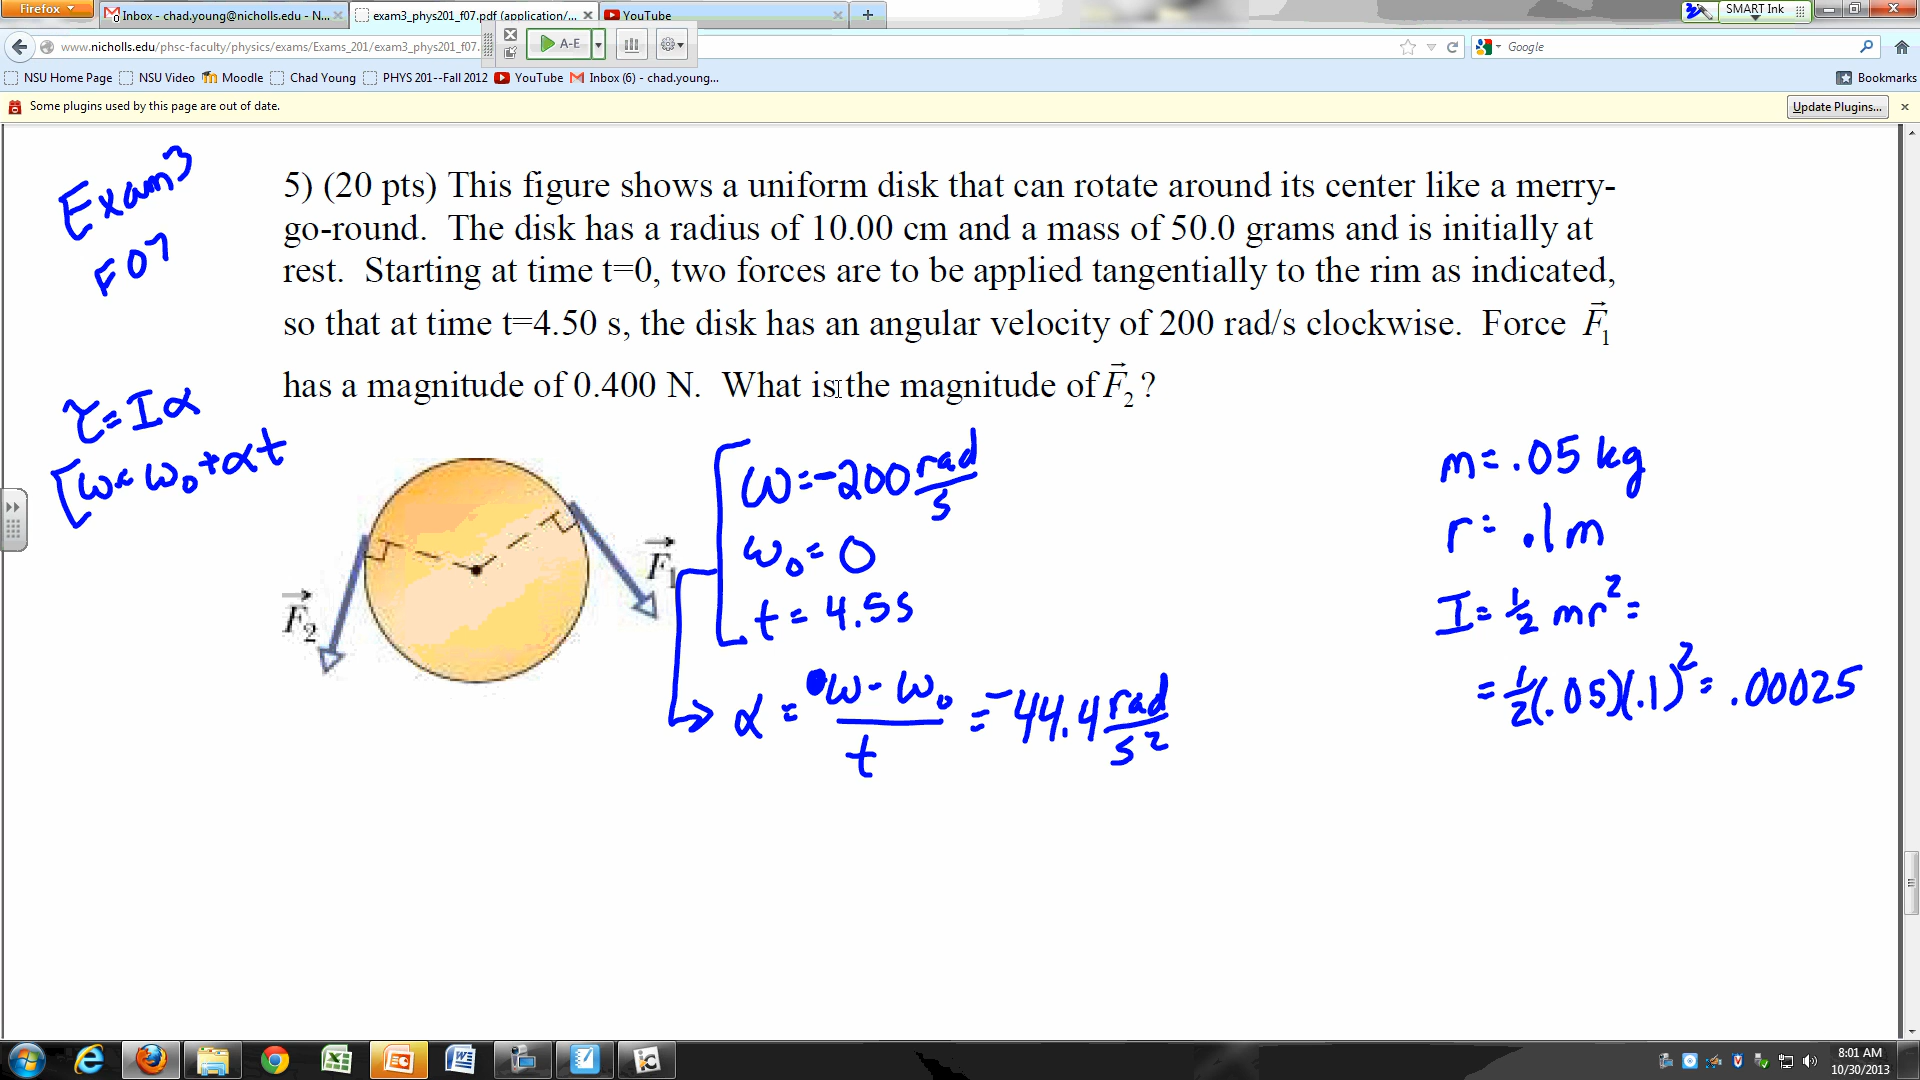 Firefox
Inbox - chad.young@nicholls.edu - N...
exam3_phys201_f07.pdf (application/...
YouTube
A-E
SMART Ink
www.nicholls.edu/phsc-faculty/physics/exams/Exams_201/exam3_phys201_f07.
Google
NSU Home Page NSU Video Moodle Chad Young PHYS 201--Fall 2012 YouTube Inbox (6) - chad.young...
Bookmarks
Some plugins used by this page are out of date.
Update Plugins...
Exam3
F07
5) (20 pts) This figure shows a uniform disk that can rotate around its center like a merry-
go-round. The disk has a radius of 10.00 cm and a mass of 50.0 grams and is initially at
rest. Starting at time t=0, two forces are to be applied tangentially to the rim as indicated,
so that at time t=4.50 s, the disk has an angular velocity of 200 rad/s clockwise. Force F⃗₁
has a magnitude of 0.400 N. What is the magnitude of F⃗₂ ?
τ=Iα
ω=ω₀+αt
F⃗₂
F⃗₁
ω=-200 rad/s
ω₀=0
t=4.5s
α = ω-ω₀/t = -44.4 rad/s²
m=.05 kg
r= .1m
I=½ mr²=
=½(.05)(.1)²=.00025
8:01 AM
10/30/2013